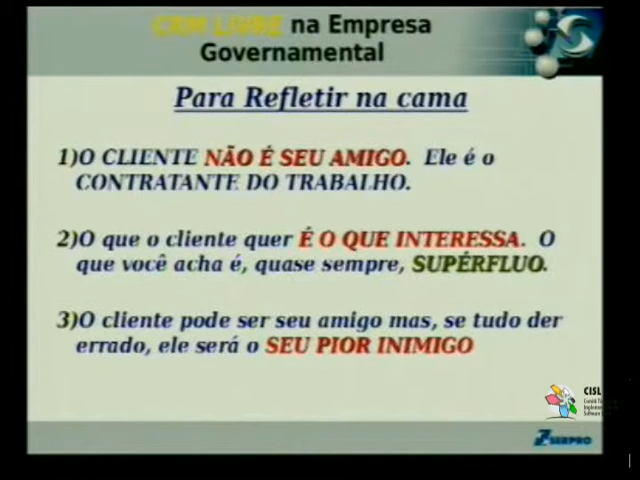 CRM LIVRE na Empresa
Governamental
Para Refletir na cama
1)O CLIENTE NÃO É SEU AMIGO. Ele é o
CONTRATANTE DO TRABALHO.
2)O que o cliente quer É O QUE INTERESSA. O
que você acha é, quase sempre, SUPÉRFLUO.
3)O cliente pode ser seu amigo mas, se tudo der
errado, ele será o SEU PIOR INIMIGO
CISL
SERPRO